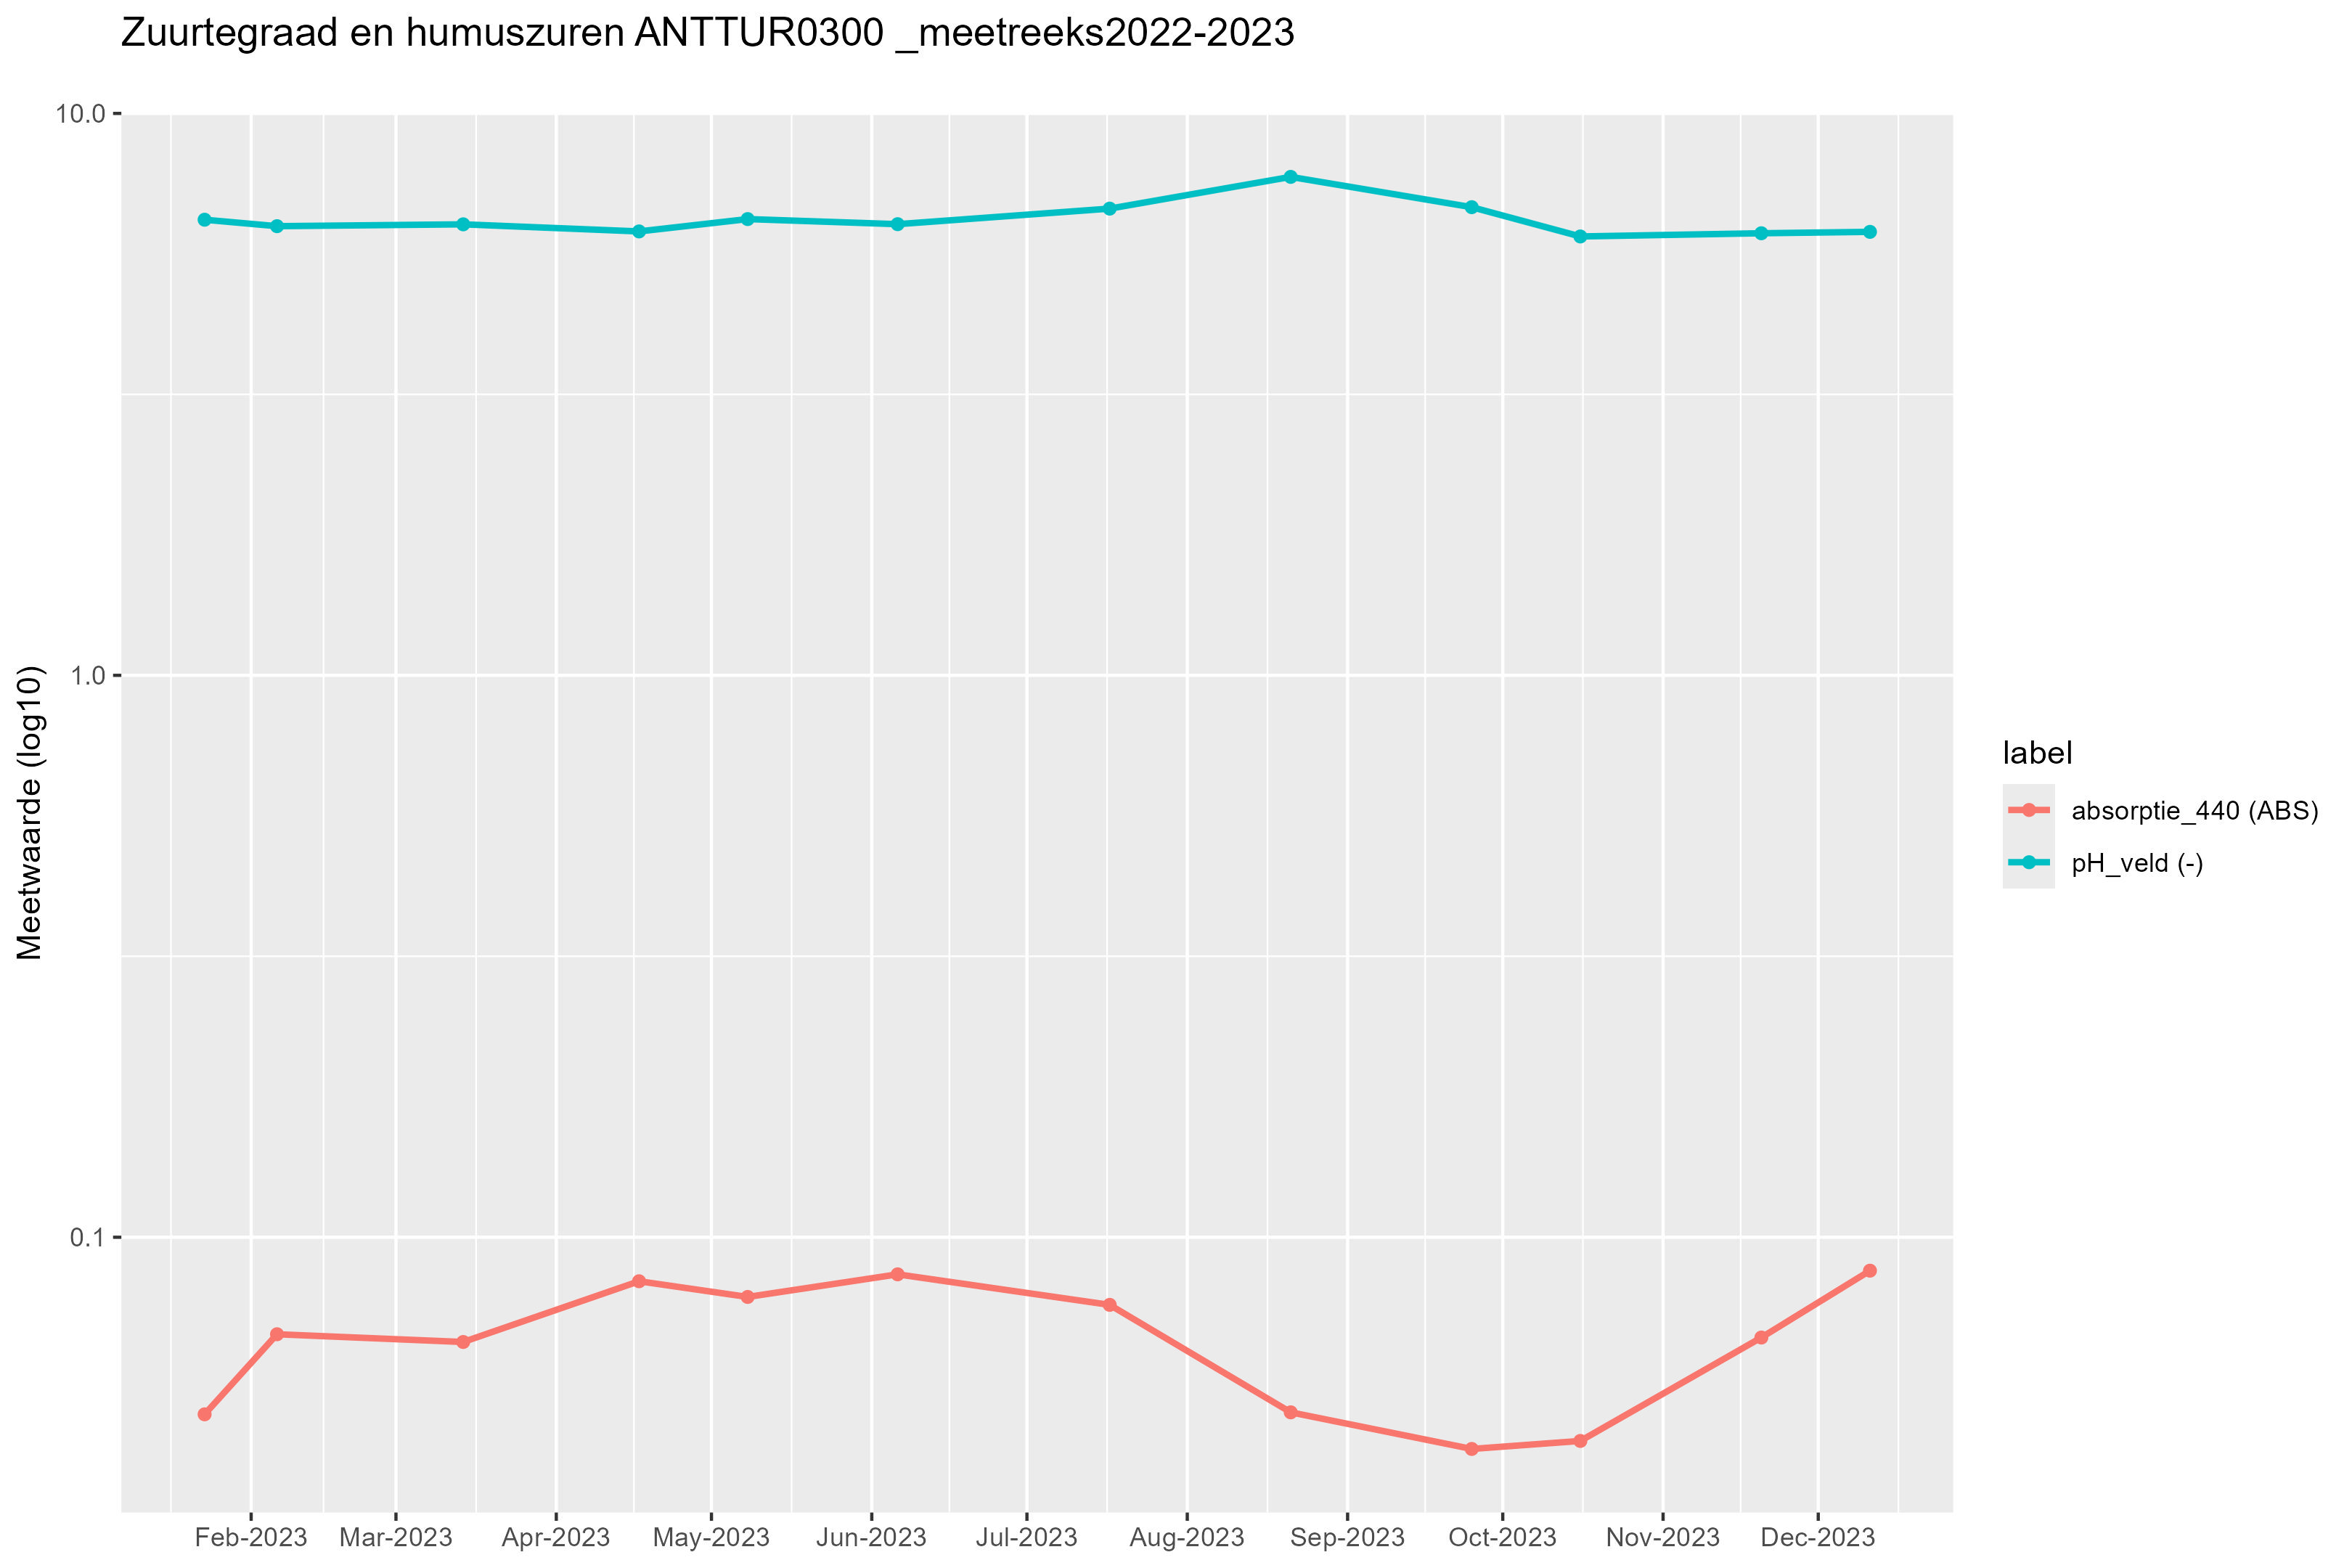 Zuurtegraad en humuszuren ANTTUR0300 _meetreeks2022-2023
10.0
1.0
0.1
Meetwaarde (log10)
Feb-2023 Mar-2023 Apr-2023 May-2023 Jun-2023 Jul-2023 Aug-2023 Sep-2023 Oct-2023 Nov-2023 Dec-2023
label
absorptie_440 (ABS)
pH_veld (-)